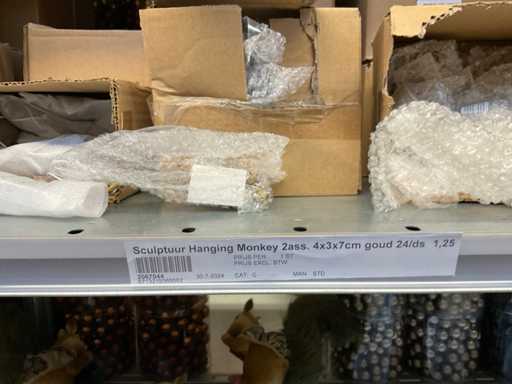 Sculptuur Hanging Monkey 2ass. 4x3x7cm goud 24/ds 1,25
PRIJS PER 1 ST
PRIJS EXCL. BTW
2067044
30-7-2024 CAT. G MAN STD